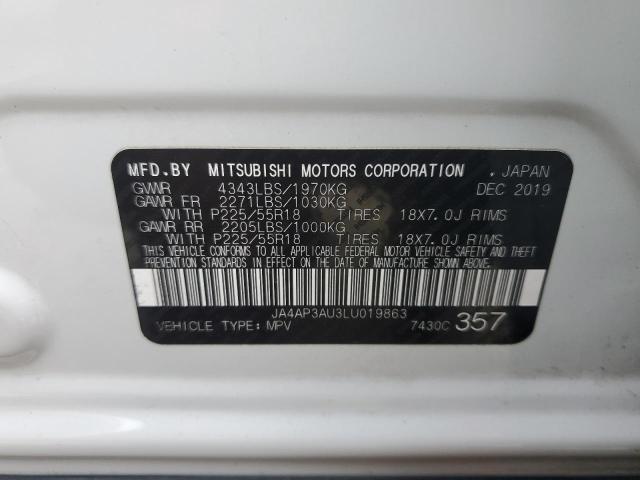 MFD.BY MITSUBISHI MOTORS CORPORATION . JAPAN
GVWR 4343LBS/1970KG DEC 2019
GAWR FR 2271LBS/1030KG
WITH P225/55R18 TIRES 18X7.0J RIMS
GAWR RR 2205LBS/1000KG
WITH P225/55R18 TIRES 18X7.0J RIMS
THIS VEHICLE CONFORMS TO ALL APPLICABLE FEDERAL MOTOR VEHICLE SAFETY AND
STANDARDS IN EFFECT ON THE DATE OF MANUFACTURE SHOWN ABOVE.
JA4AP3AU3LU019863
VEHICLE TYPE: MPV 7430C 357